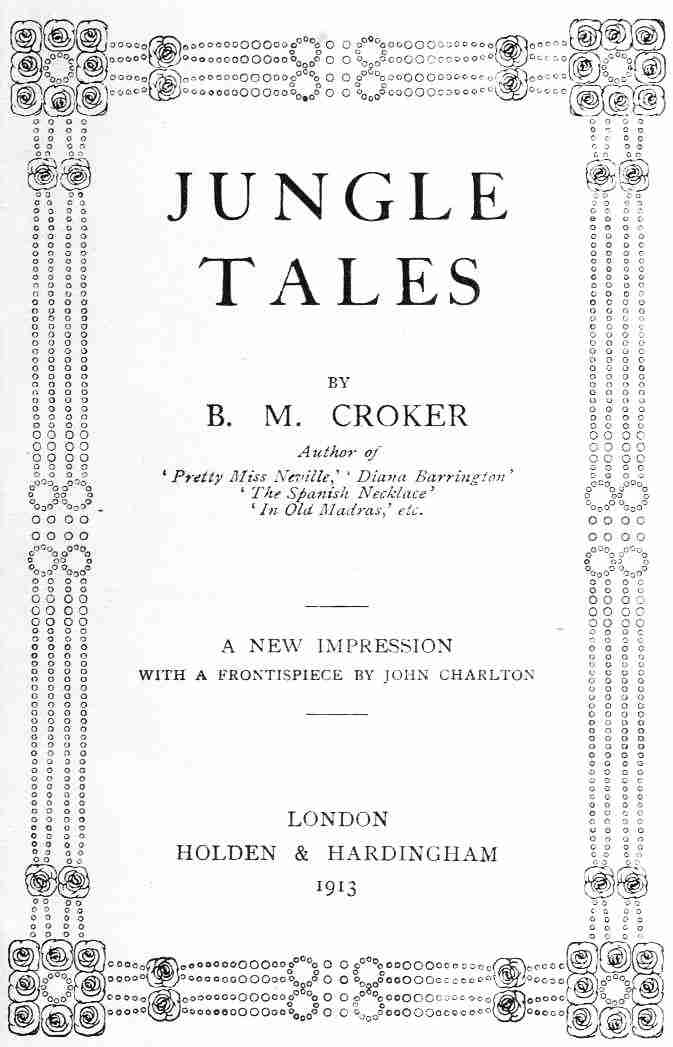 JUNGLE
TALES
BY
B. M. CROKER
Author of
‘Pretty Miss Neville,’ ‘Diana Barrington’
‘The Spanish Necklace’
‘In Old Madras,’ etc.
A NEW IMPRESSION
WITH A FRONTISPIECE BY JOHN CHARLTON
LONDON
HOLDEN & HARDINGHAM
1913